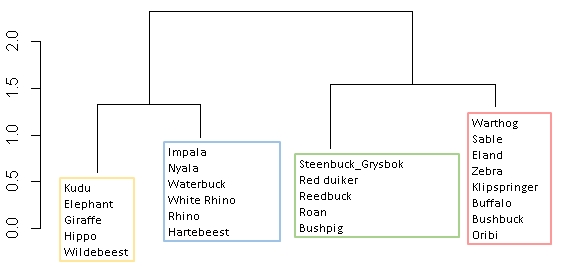 2.0
1.5
1.0
0.5
0.0
Kudu
Elephant
Giraffe
Hippo
Wildebeest
Impala
Nyala
Waterbuck
White Rhino
Rhino
Hartebeest
Steenbuck_Grysbok
Red duiker
Reedbuck
Roan
Bushpig
Warthog
Sable
Eland
Zebra
Klipspringer
Buffalo
Bushbuck
Oribi